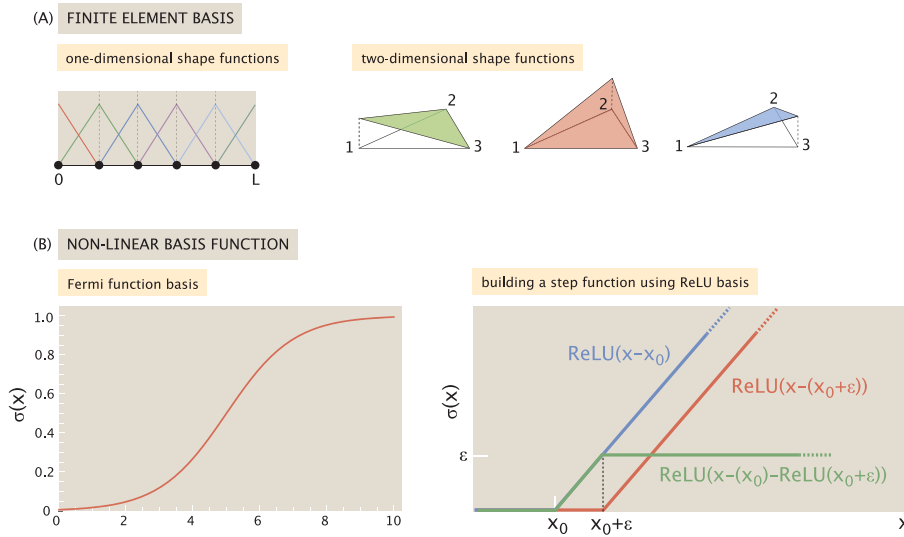 (A) FINITE ELEMENT BASIS
one-dimensional shape functions
two-dimensional shape functions
0 L
1 2 3
1 2 3
1 2 3
(B) NON-LINEAR BASIS FUNCTION
Fermi function basis
building a step function using ReLU basis
1.0
0.8
0.6
0.4
0.2
0
σ(x)
0 2 4 6 8 10
σ(x)
ReLU(x-x₀)
ReLU(x-(x₀+ε))
ε
ReLU(x-(x₀)-ReLU(x₀+ε))
x₀ x₀+ε x